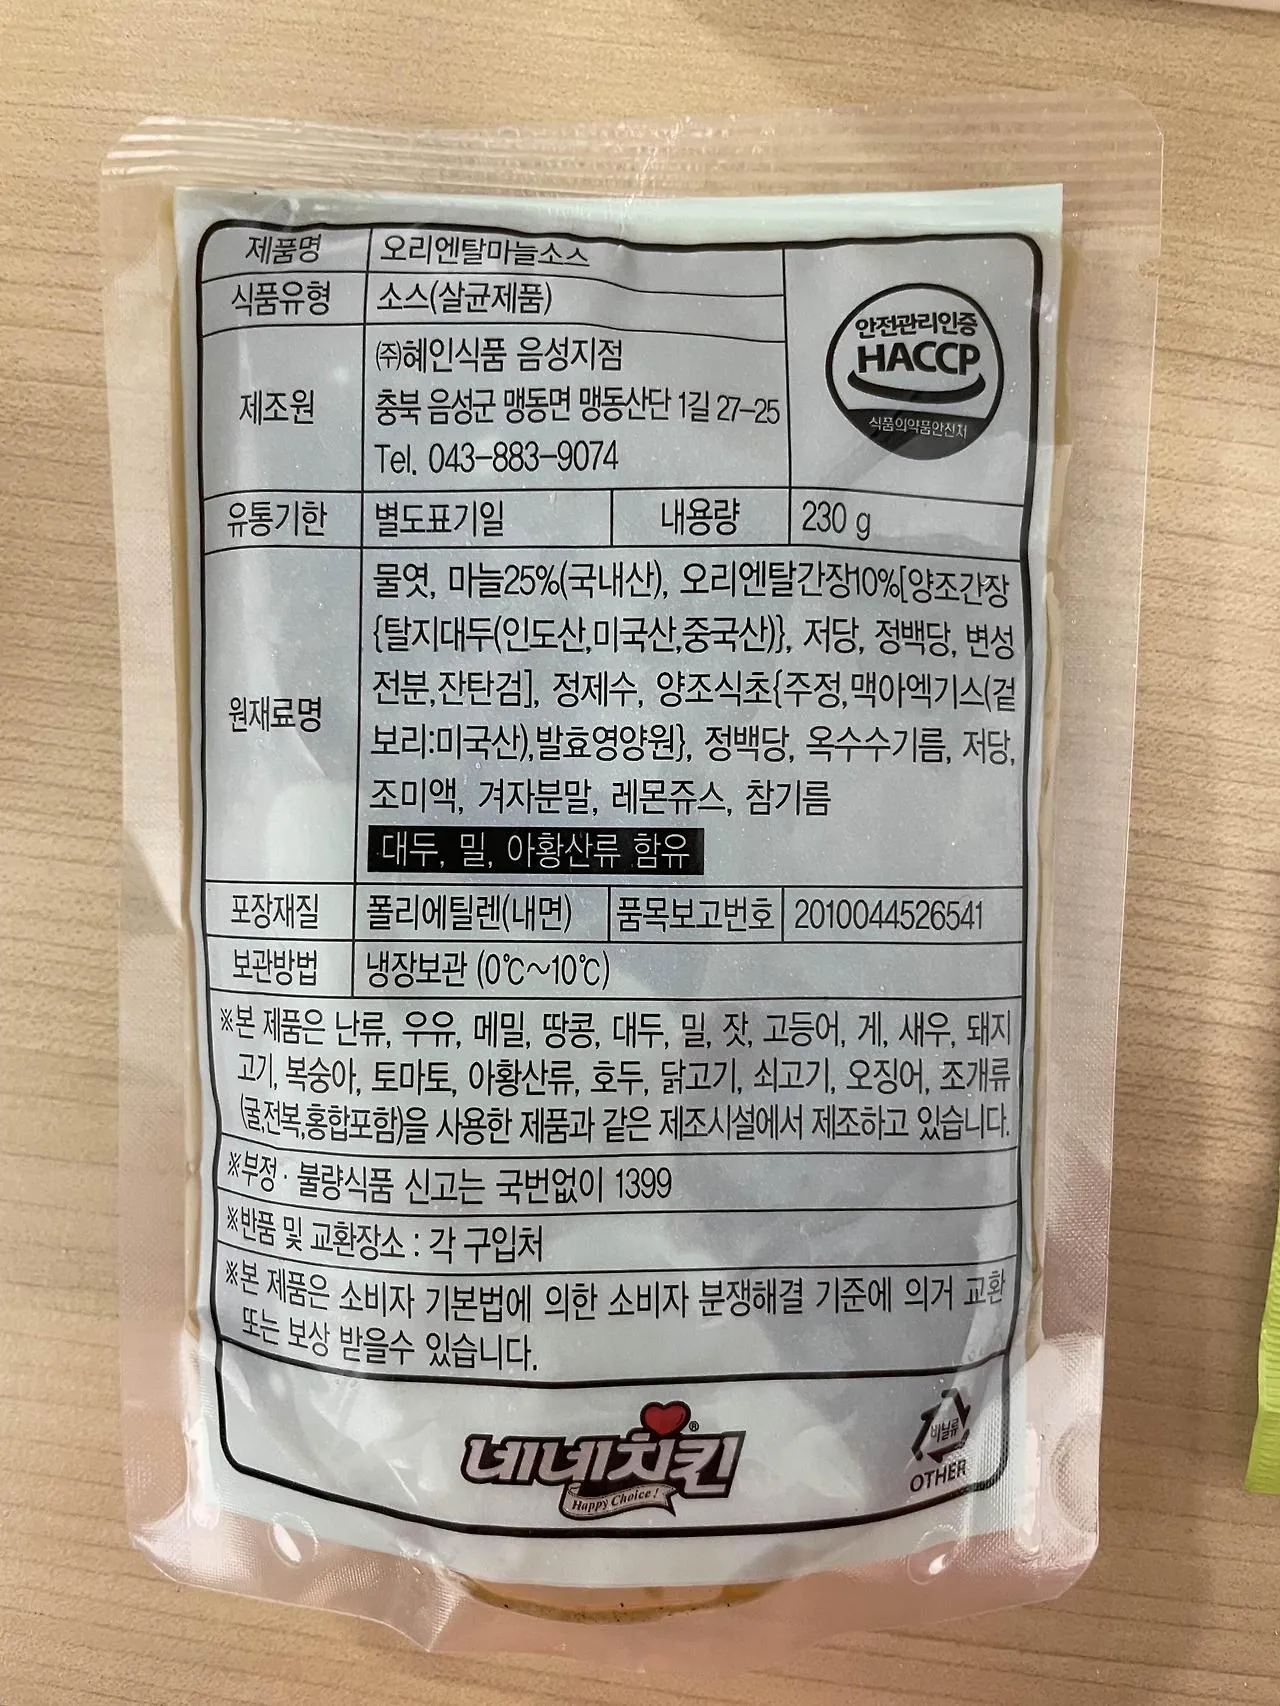 제품명 오리엔탈마늘소스
식품유형 소스(살균제품)
제조원 ㈜혜인식품 음성지점
충북 음성군 맹동면 맹동산단 1길 27-25
Tel. 043-883-9074
안전관리인증
HACCP
식품의약품안전처
유통기한 별도표기일 내용량 230 g
원재료명 물엿, 마늘25%(국내산), 오리엔탈간장10%[양조간장
{탈지대두(인도산,미국산,중국산)}, 저당, 정백당, 변성
전분,잔탄검], 정제수, 양조식초{주정,맥아엑기스(겉
보리:미국산),발효영양원}, 정백당, 옥수수기름, 저당,
조미액, 겨자분말, 레몬쥬스, 참기름
대두, 밀, 아황산류 함유
포장재질 폴리에틸렌(내면) 품목보고번호 2010044526541
보관방법 냉장보관 (0℃~10℃)
※본 제품은 난류, 우유, 메밀, 땅콩, 대두, 밀, 잣, 고등어, 게, 새우, 돼지
고기, 복숭아, 토마토, 아황산류, 호두, 닭고기, 쇠고기, 오징어, 조개류
(굴,전복,홍합포함)을 사용한 제품과 같은 제조시설에서 제조하고 있습니다.
※부정·불량식품 신고는 국번없이 1399
※반품 및 교환장소 : 각 구입처
※본 제품은 소비자 기본법에 의한 소비자 분쟁해결 기준에 의거 교환
또는 보상 받을수 있습니다.
네네치킨®
Happy Choice!
비닐류
OTHER